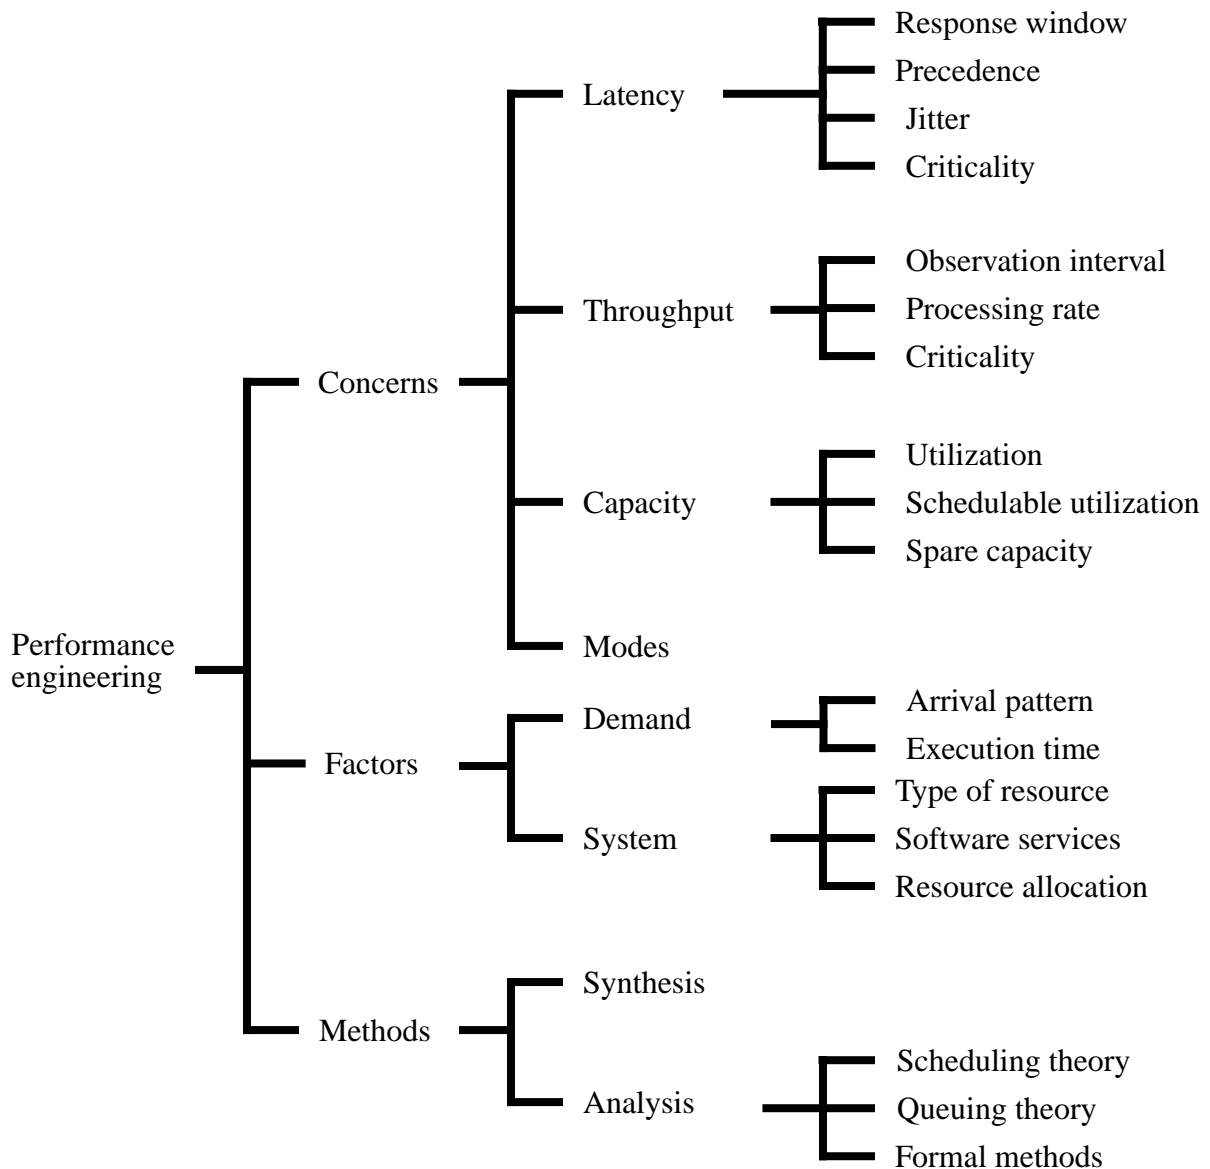 Response window
Precedence
Latency
Jitter
Criticality
Observation interval
Throughput
Processing rate
Criticality
Concerns
Utilization
Capacity
Schedulable utilization
Spare capacity
Performance
engineering
Modes
Demand
Arrival pattern
Execution time
Factors
Type of resource
System
Software services
Resource allocation
Synthesis
Methods
Scheduling theory
Analysis
Queuing theory
Formal methods